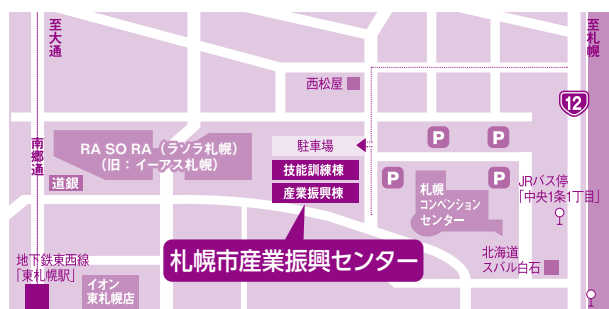 至大通
至札幌
西松屋
12
南郷通
RA SO RA（ラソラ札幌）
（旧：イーアス札幌）
駐車場
P
P
道銀
技能訓練棟
産業振興棟
P
P
札幌
コンベンション
センター
JRバス停
「中央1条1丁目」
札幌市産業振興センター
地下鉄東西線
「東札幌駅」
イオン
東札幌店
北海道
スバル白石